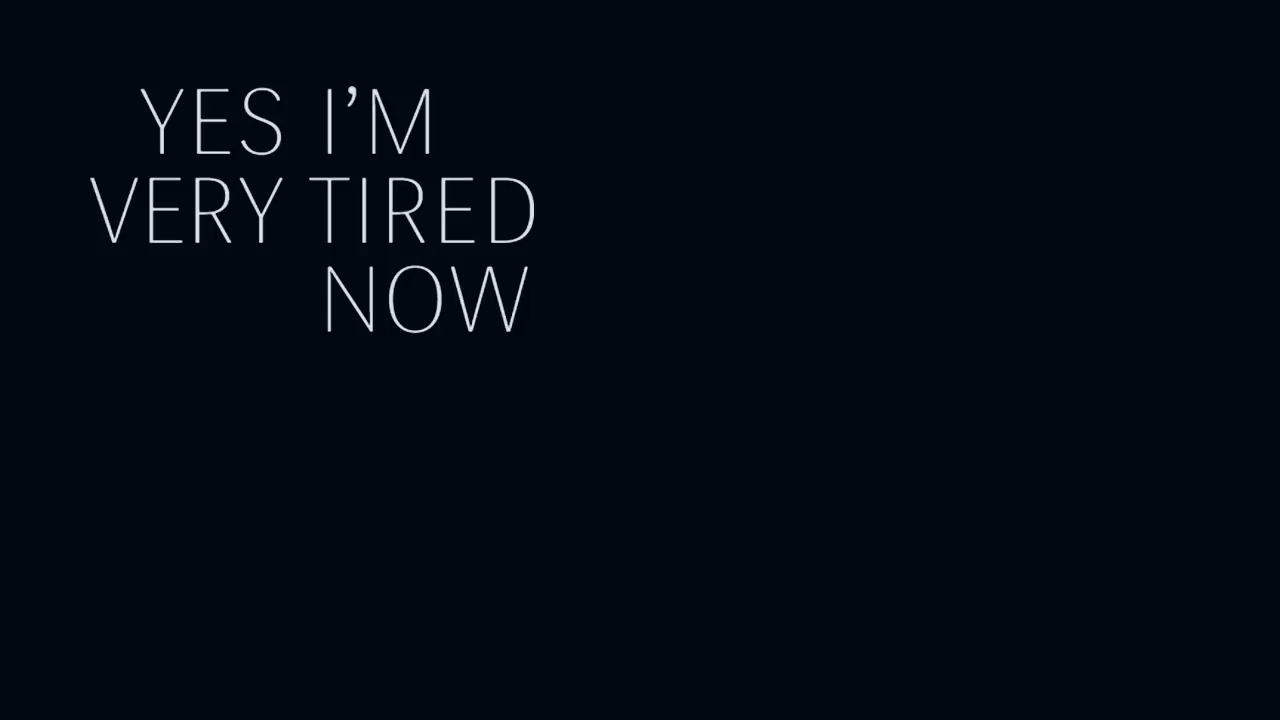 YES I’M
VERY TIRED
NOW